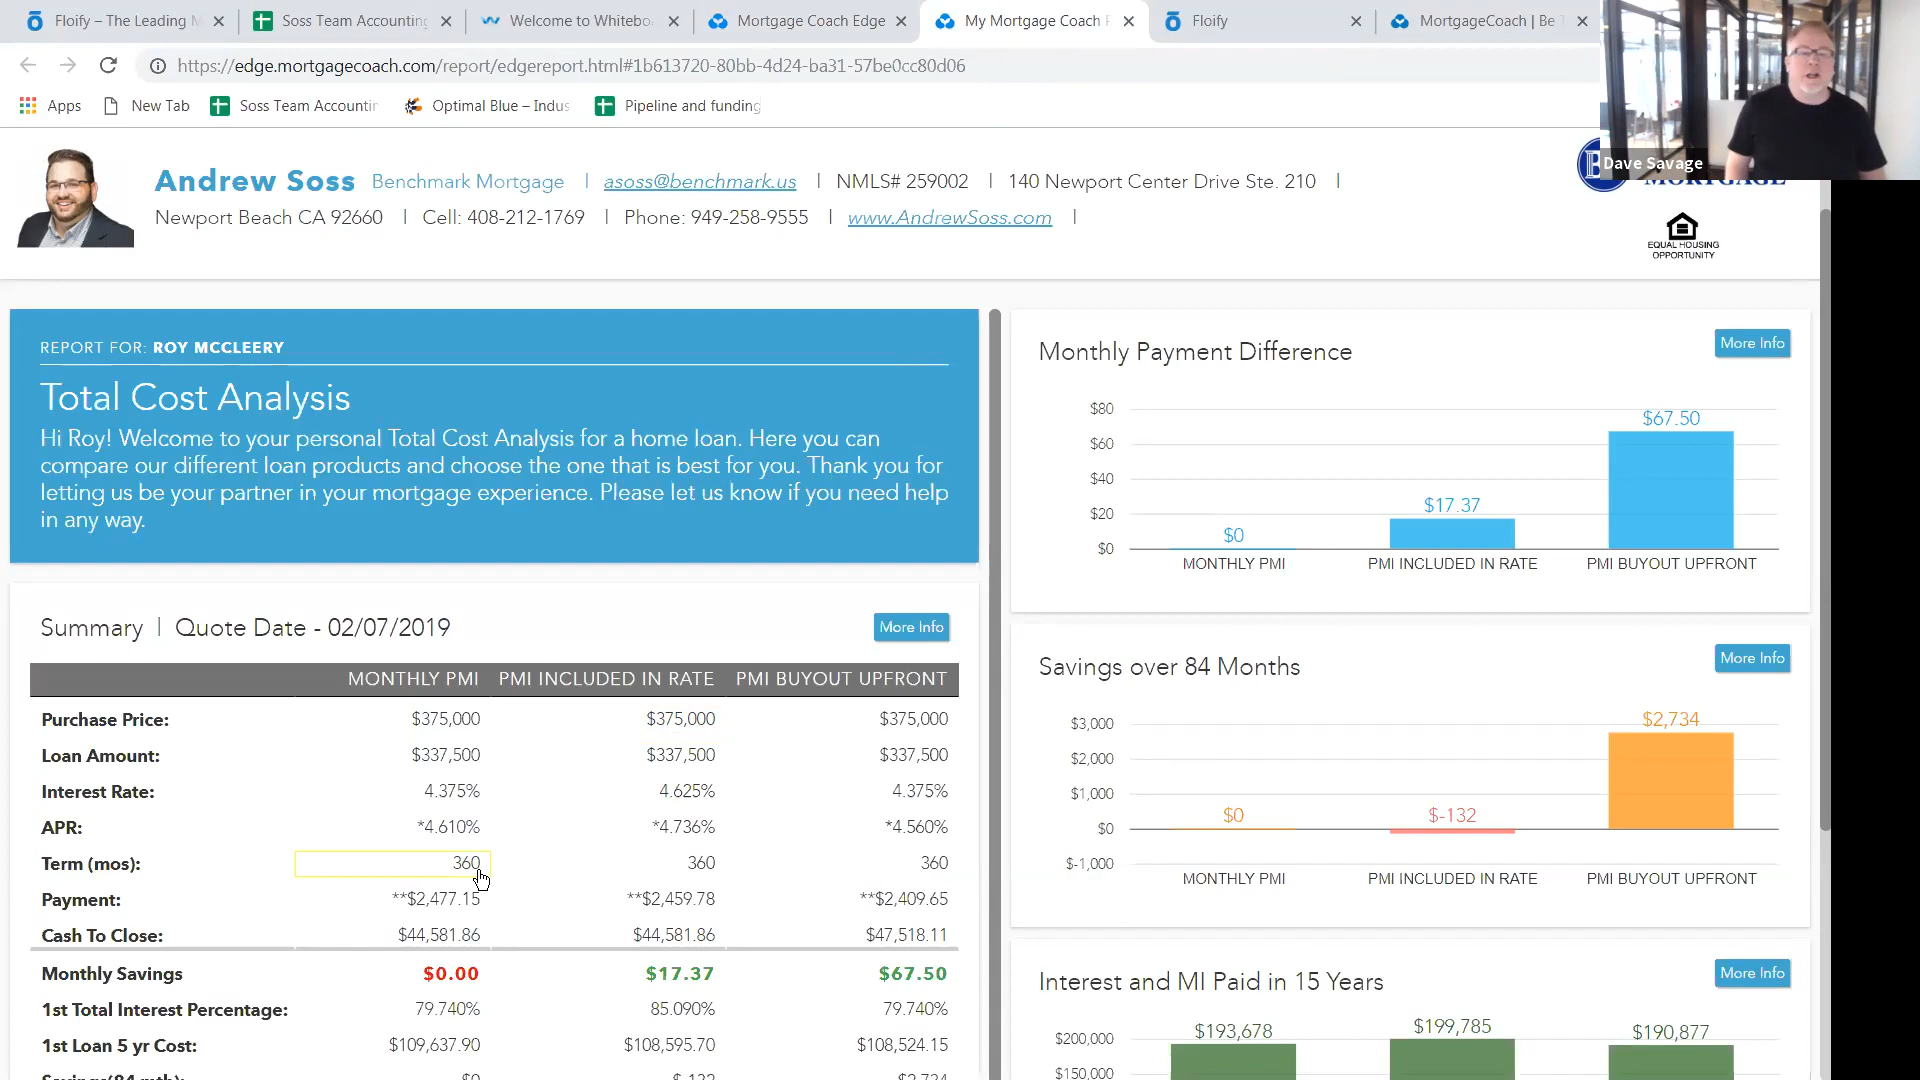 Floify – The Leading M
Soss Team Accounting
Welcome to Whitebo
Mortgage Coach Edge
My Mortgage Coach P
Floify
MortgageCoach | Be T
https://edge.mortgagecoach.com/report/edgereport.html#1b613720-80bb-4d24-ba31-57be0cc80d06
Apps
New Tab
Soss Team Accountin
Optimal Blue – Indus
Pipeline and funding
Dave Savage
MORTGAGE
Andrew Soss Benchmark Mortgage | asoss@benchmark.us | NMLS# 259002 | 140 Newport Center Drive Ste. 210 |
Newport Beach CA 92660 | Cell: 408-212-1769 | Phone: 949-258-9555 | www.AndrewSoss.com |
EQUAL HOUSING
OPPORTUNITY
REPORT FOR: ROY MCCLEERY
Total Cost Analysis
Hi Roy! Welcome to your personal Total Cost Analysis for a home loan. Here you can
compare our different loan products and choose the one that is best for you. Thank you for
letting us be your partner in your mortgage experience. Please let us know if you need help
in any way.
Summary | Quote Date - 02/07/2019
More Info
MONTHLY PMI PMI INCLUDED IN RATE PMI BUYOUT UPFRONT
Purchase Price: $375,000 $375,000 $375,000
Loan Amount: $337,500 $337,500 $337,500
Interest Rate: 4.375% 4.625% 4.375%
APR: *4.610% *4.736% *4.560%
Term (mos): 360 360 360
Payment: **$2,477.15 **$2,459.78 **$2,409.65
Cash To Close: $44,581.86 $44,581.86 $47,518.11
Monthly Savings $0.00 $17.37 $67.50
1st Total Interest Percentage: 79.740% 85.090% 79.740%
1st Loan 5 yr Cost: $109,637.90 $108,595.70 $108,524.15
Monthly Payment Difference
More Info
$80
$60
$40
$20
$0
$0 $17.37 $67.50
MONTHLY PMI PMI INCLUDED IN RATE PMI BUYOUT UPFRONT
Savings over 84 Months
More Info
$3,000
$2,000
$1,000
$0
$-1,000
$0 $-132 $2,734
MONTHLY PMI PMI INCLUDED IN RATE PMI BUYOUT UPFRONT
Interest and MI Paid in 15 Years
More Info
$200,000
$150,000
$193,678 $199,785 $190,877